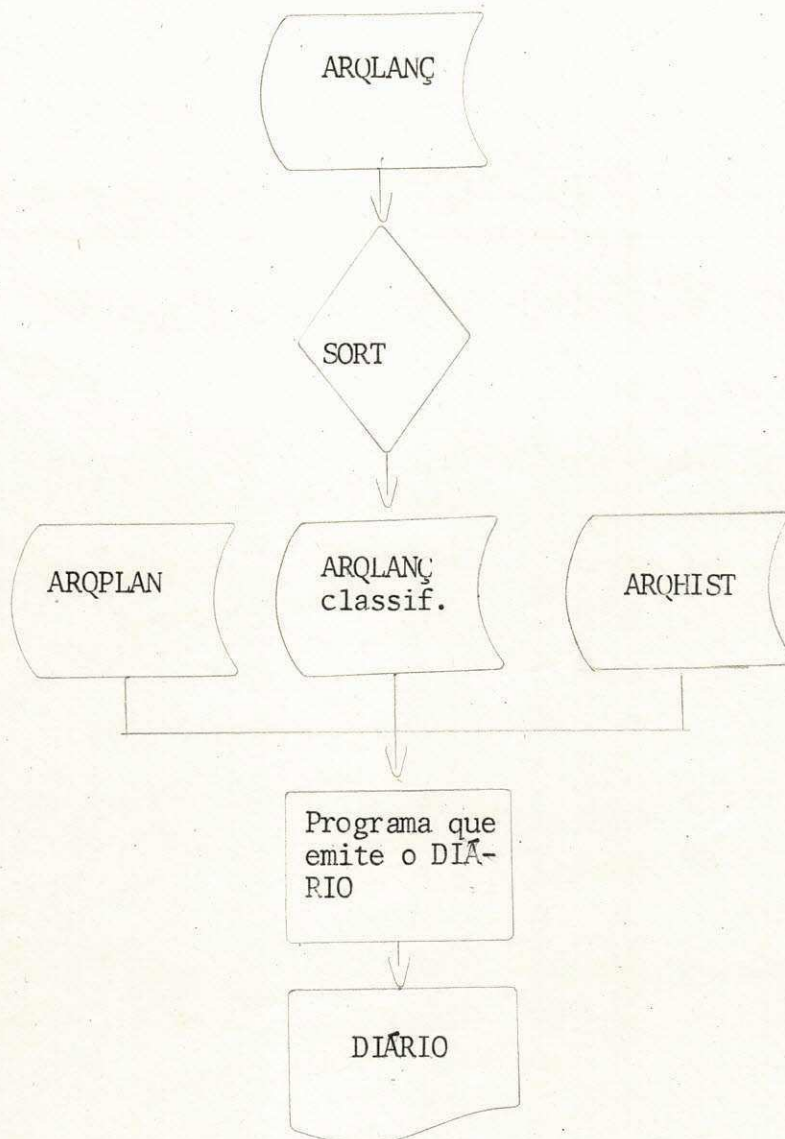 ARQLANÇ
SORT
ARQPLAN
ARQLANÇ
classif.
ARQHIST
Programa que
emite o DIÁ-
RIO
DIÁRIO